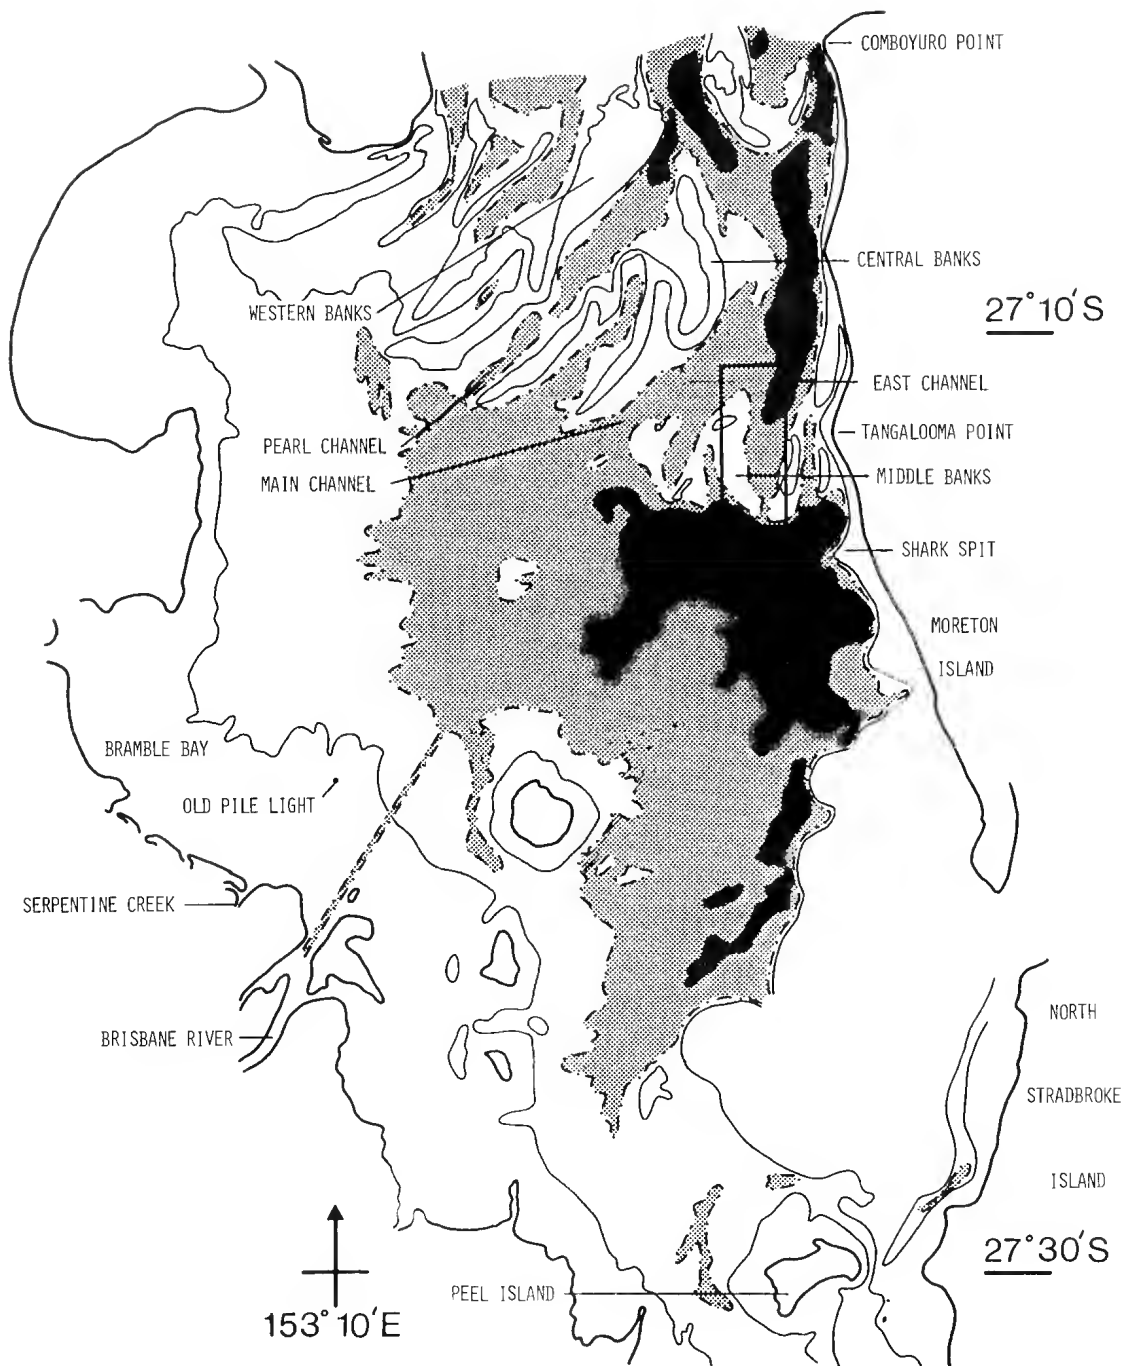 COMBOYURO POINT
CENTRAL BANKS
WESTERN BANKS
27°10'S
EAST CHANNEL
TANGALOOMA POINT
PEARL CHANNEL
MAIN CHANNEL
MIDDLE BANKS
SHARK SPIT
MORETON
ISLAND
BRAMBLE BAY
OLD PILE LIGHT
SERPENTINE CREEK
BRISBANE RIVER
NORTH
STRADBROKE
ISLAND
27°30'S
PEEL ISLAND
153°10'E